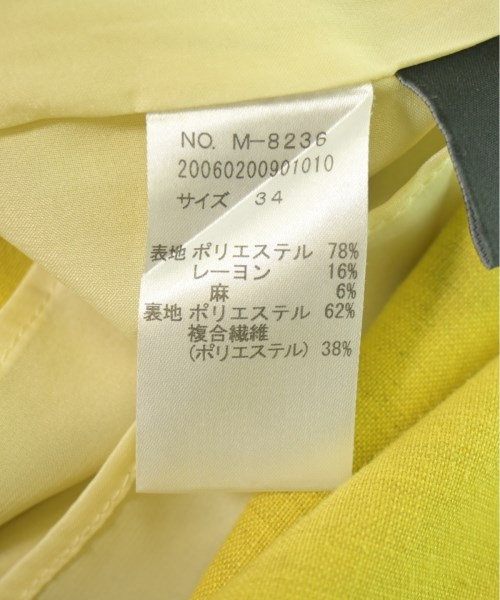 NO. M-8236
20060200901010
サイズ 34
表地 ポリエステル 78%
レーヨン 16%
麻 6%
裏地 ポリエステル 62%
複合繊維
(ポリエステル) 38%